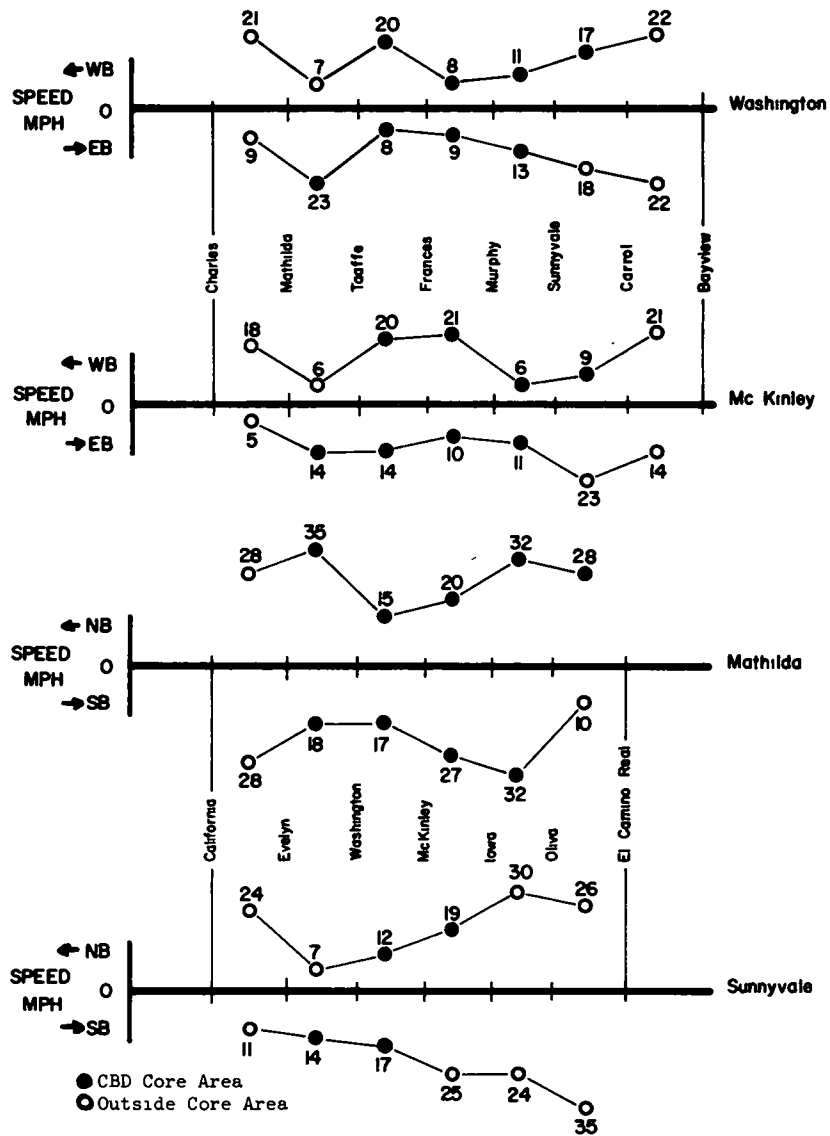 21 7 20 8 11 17 22
← WB
SPEED
MPH
0
Washington
→ EB
9 23 8 9 13 18 22
Charles
Mathilda
Taaffe
Frances
Murphy
Sunnyvale
Carrol
Bayview
18 6 20 21 6 9 21
← WB
SPEED
MPH
0
Mc Kinley
→ EB
5 14 14 10 11 23 14
28 35 15 20 32 28
← NB
SPEED
MPH
0
Mathilda
→ SB
28 18 17 27 32 10
California
Evelyn
Washington
McKinley
Iowa
Oliva
El Camino Real
24 7 12 19 30 26
← NB
SPEED
MPH
0
Sunnyvale
→ SB
11 14 17 25 24 35
● CBD Core Area
○ Outside Core Area